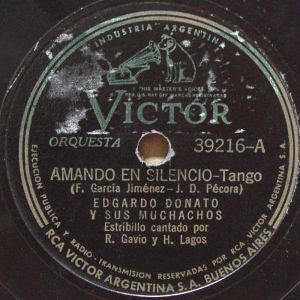 INDUSTRIA ARGENTINA
"HIS MASTER'S VOICE"
VICTOR
ORQUESTA
39216-A
AMANDO EN SILENCIO-Tango
(F. García Jiménez-J. D. Pécora)
EDGARDO DONATO
Y SUS MUCHACHOS
Estribillo cantado por
R. Gavio y H. Lagos
EJECUCION PUBLICA Y RADIO-TRANSMISION RESERVADAS POR RCA VICTOR ARGENTINA S.A.
RCA VICTOR ARGENTINA S.A. BUENOS AIRES